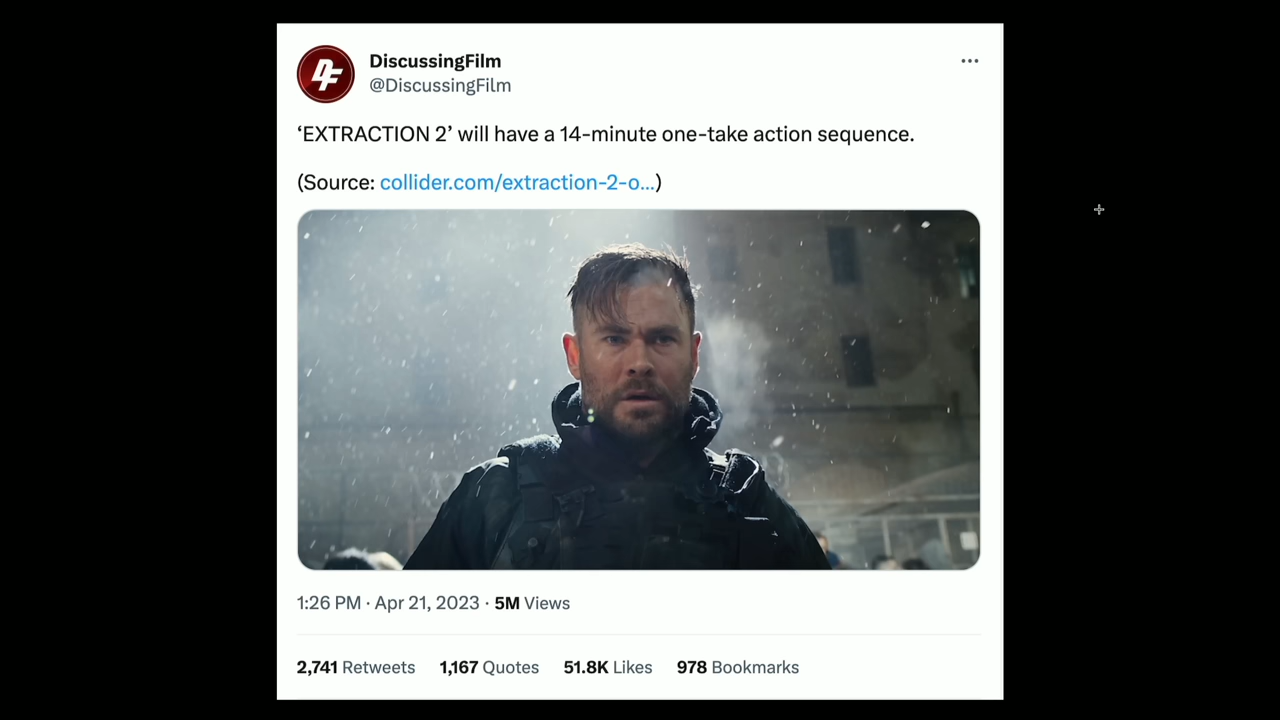 DF
DiscussingFilm
@DiscussingFilm
‘EXTRACTION 2’ will have a 14-minute one-take action sequence.
(Source: collider.com/extraction-2-o...)
1:26 PM · Apr 21, 2023 · 5M Views
2,741 Retweets 1,167 Quotes 51.8K Likes 978 Bookmarks